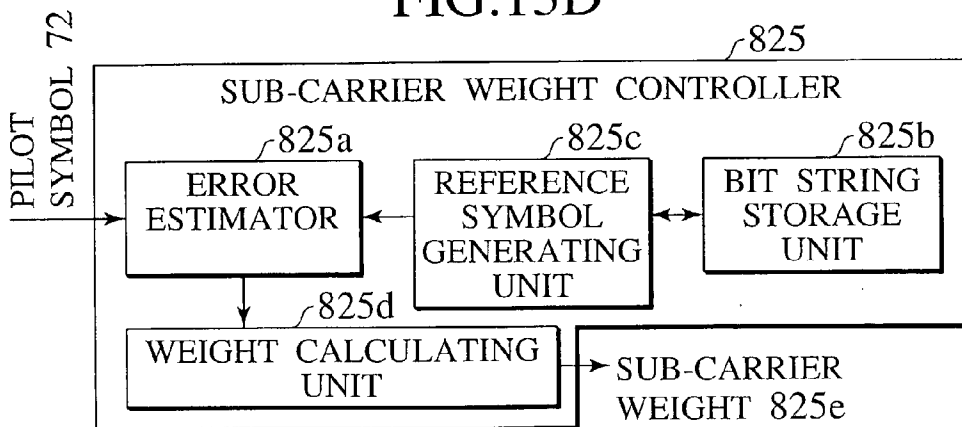 FIG.15D
825
PILOT
SYMBOL 72
SUB-CARRIER WEIGHT CONTROLLER
825a
825c
825b
ERROR
ESTIMATOR
REFERENCE
SYMBOL
GENERATING
UNIT
BIT STRING
STORAGE
UNIT
825d
WEIGHT CALCULATING
UNIT
SUB-CARRIER
WEIGHT 825e